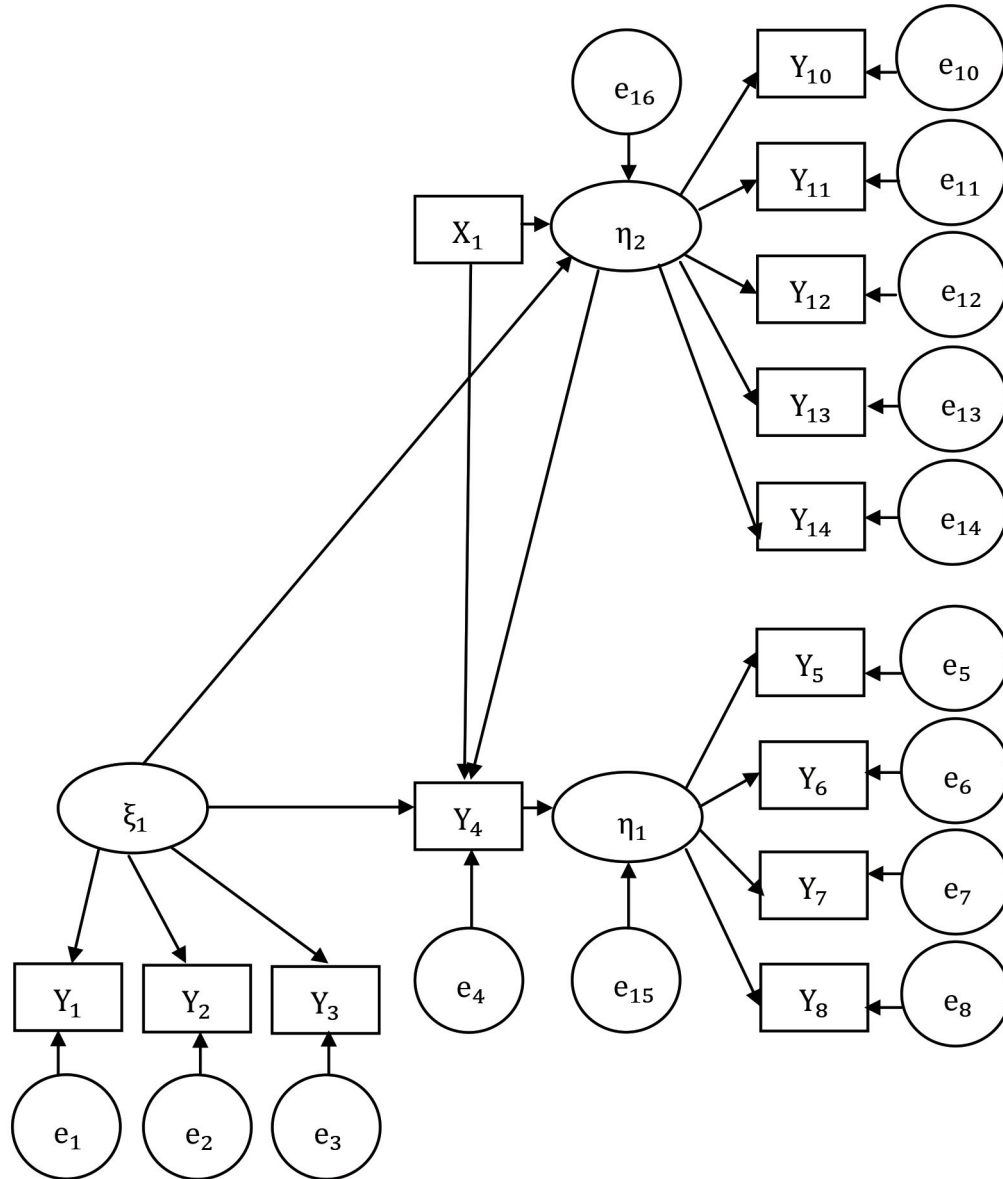 Y₁₀
e₁₀
e₁₆
Y₁₁
e₁₁
X₁
η₂
Y₁₂
e₁₂
Y₁₃
e₁₃
Y₁₄
e₁₄
Y₅
e₅
Y₆
e₆
ξ₁
Y₄
η₁
Y₇
e₇
Y₁
Y₂
Y₃
e₄
e₁₅
Y₈
e₈
e₁
e₂
e₃